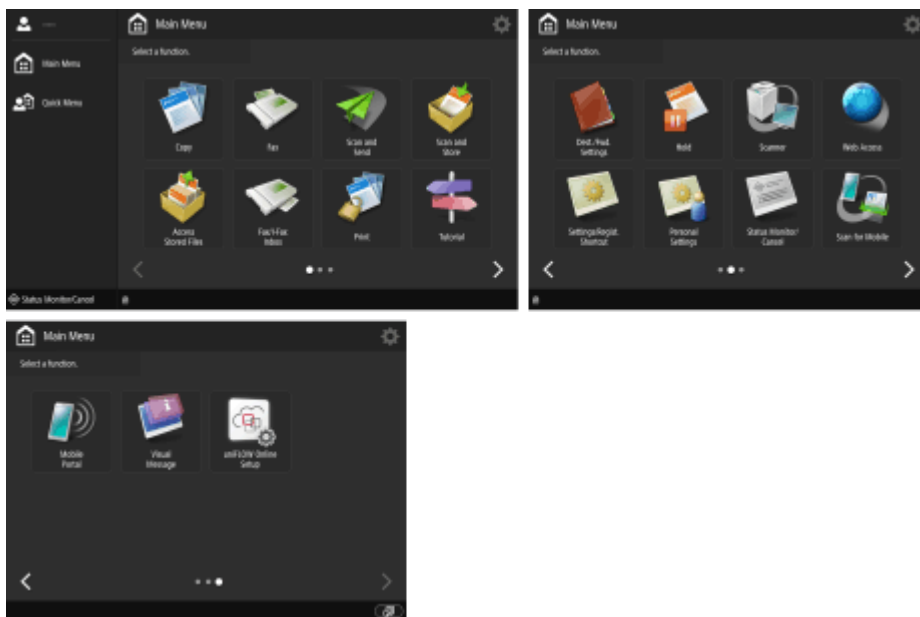 Main Menu
Select a function.
Main Menu
Quick Menu
Copy
Fax
Scan and
Send
Scan and
Store
Access
Stored Files
Fax/I-Fax
Inbox
Print
Tutorial
Status Monitor/Cancel
Main Menu
Select a function.
Dest./Fwd.
Settings
Hold
Scanner
Web Access
Settings/Regist.
Shortcut
Personal
Settings
Status Monitor/
Cancel
Scan for Mobile
Main Menu
Select a function.
Mobile
Portal
Visual
Message
uniFLOW Online
Setup